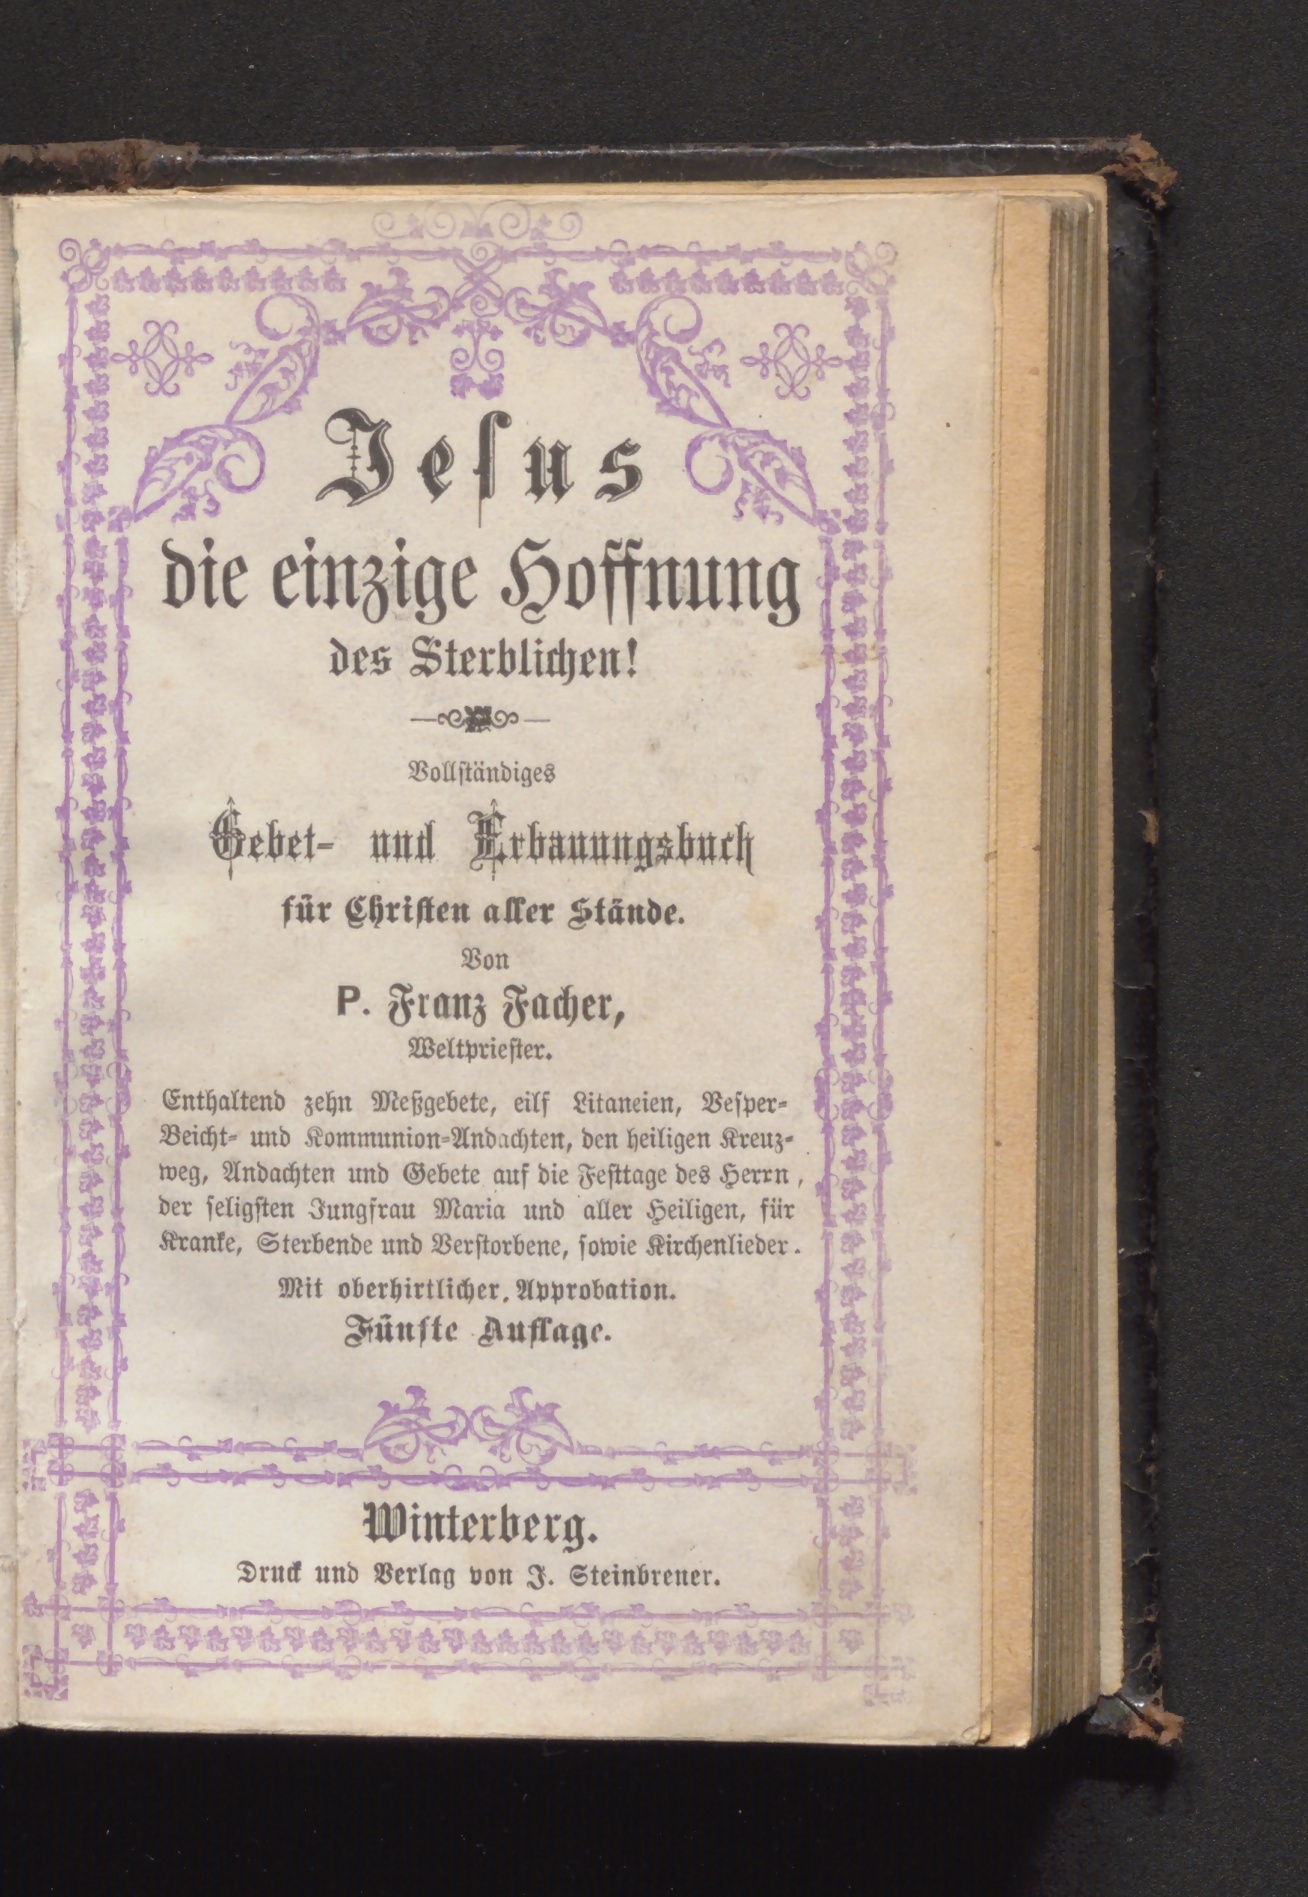 Jeſus
die einzige Hoffnung
des Sterblichen!
Vollſtändiges
Gebet- und Erbauungsbuch
für Chriſten aller Stände.
Von
P. Franz Facher,
Weltprieſter.
Enthaltend zehn Meßgebete, eilf Litaneien, Veſper-
Beicht- und Kommunion-Andachten, den heiligen Kreuz-
weg, Andachten und Gebete auf die Feſttage des Herrn,
der ſeligſten Jungfrau Maria und aller Heiligen, für
Kranke, Sterbende und Verſtorbene, ſowie Kirchenlieder.
Mit oberhirtlicher Approbation.
Fünfte Auflage.
Winterberg.
Druck und Verlag von J. Steinbrener.